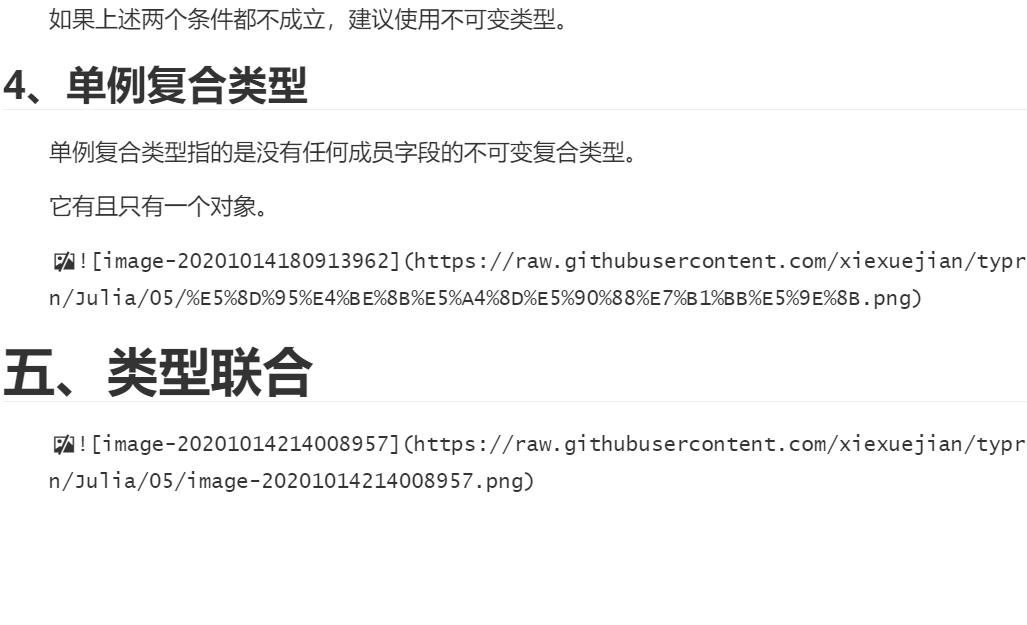 如果上述两个条件都不成立，建议使用不可变类型。
4、单例复合类型
单例复合类型指的是没有任何成员字段的不可变复合类型。
它有且只有一个对象。
![image-20201014180913962](https://raw.githubusercontent.com/xiexuejian/typr
n/Julia/05/%E5%8D%95%E4%BE%8B%E5%A4%8D%E5%90%88%E7%B1%BB%E5%9E%8B.png)
五、类型联合
![image-20201014214008957](https://raw.githubusercontent.com/xiexuejian/typr
n/Julia/05/image-20201014214008957.png)